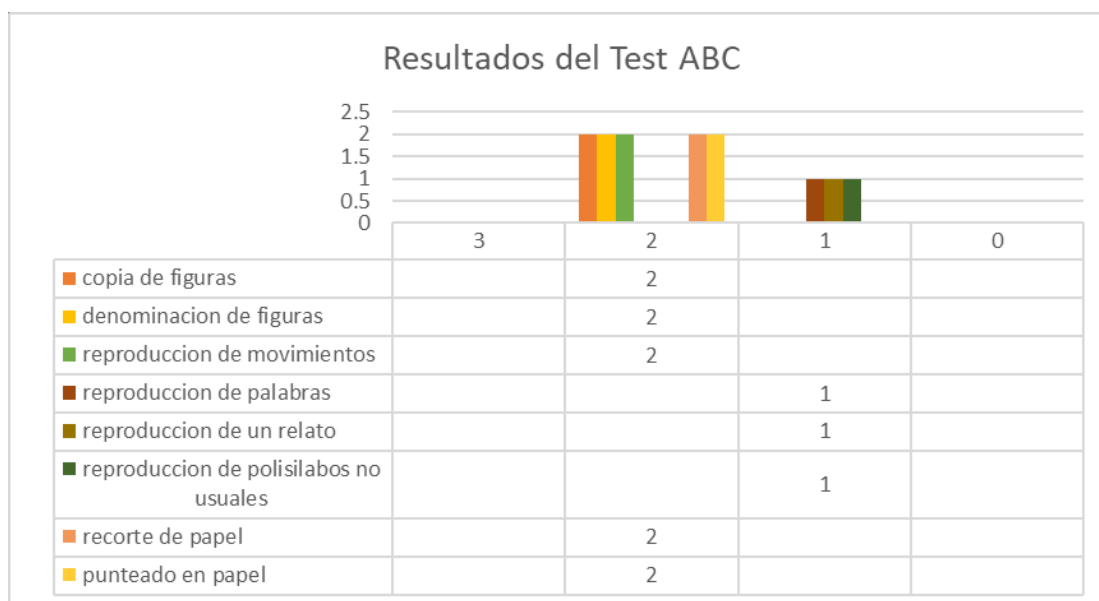 Resultados del Test ABC
2.5
2
1.5
1
0.5
0
3 2 1 0
copia de figuras 2
denominacion de figuras 2
reproduccion de movimientos 2
reproduccion de palabras 1
reproduccion de un relato 1
reproduccion de polisilabos no
usuales 1
recorte de papel 2
punteado en papel 2